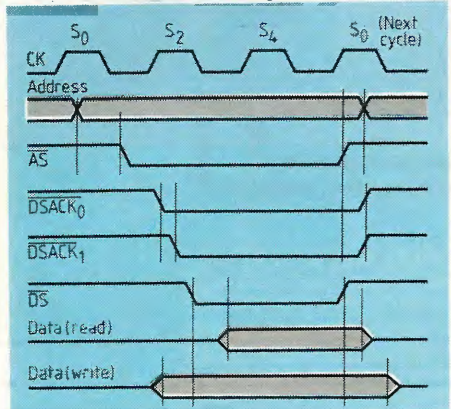 S0 S2 S4 S0 (Next cycle)
CK
Address
AS
DSACK0
DSACK1
DS
Data(read)
Data(write)